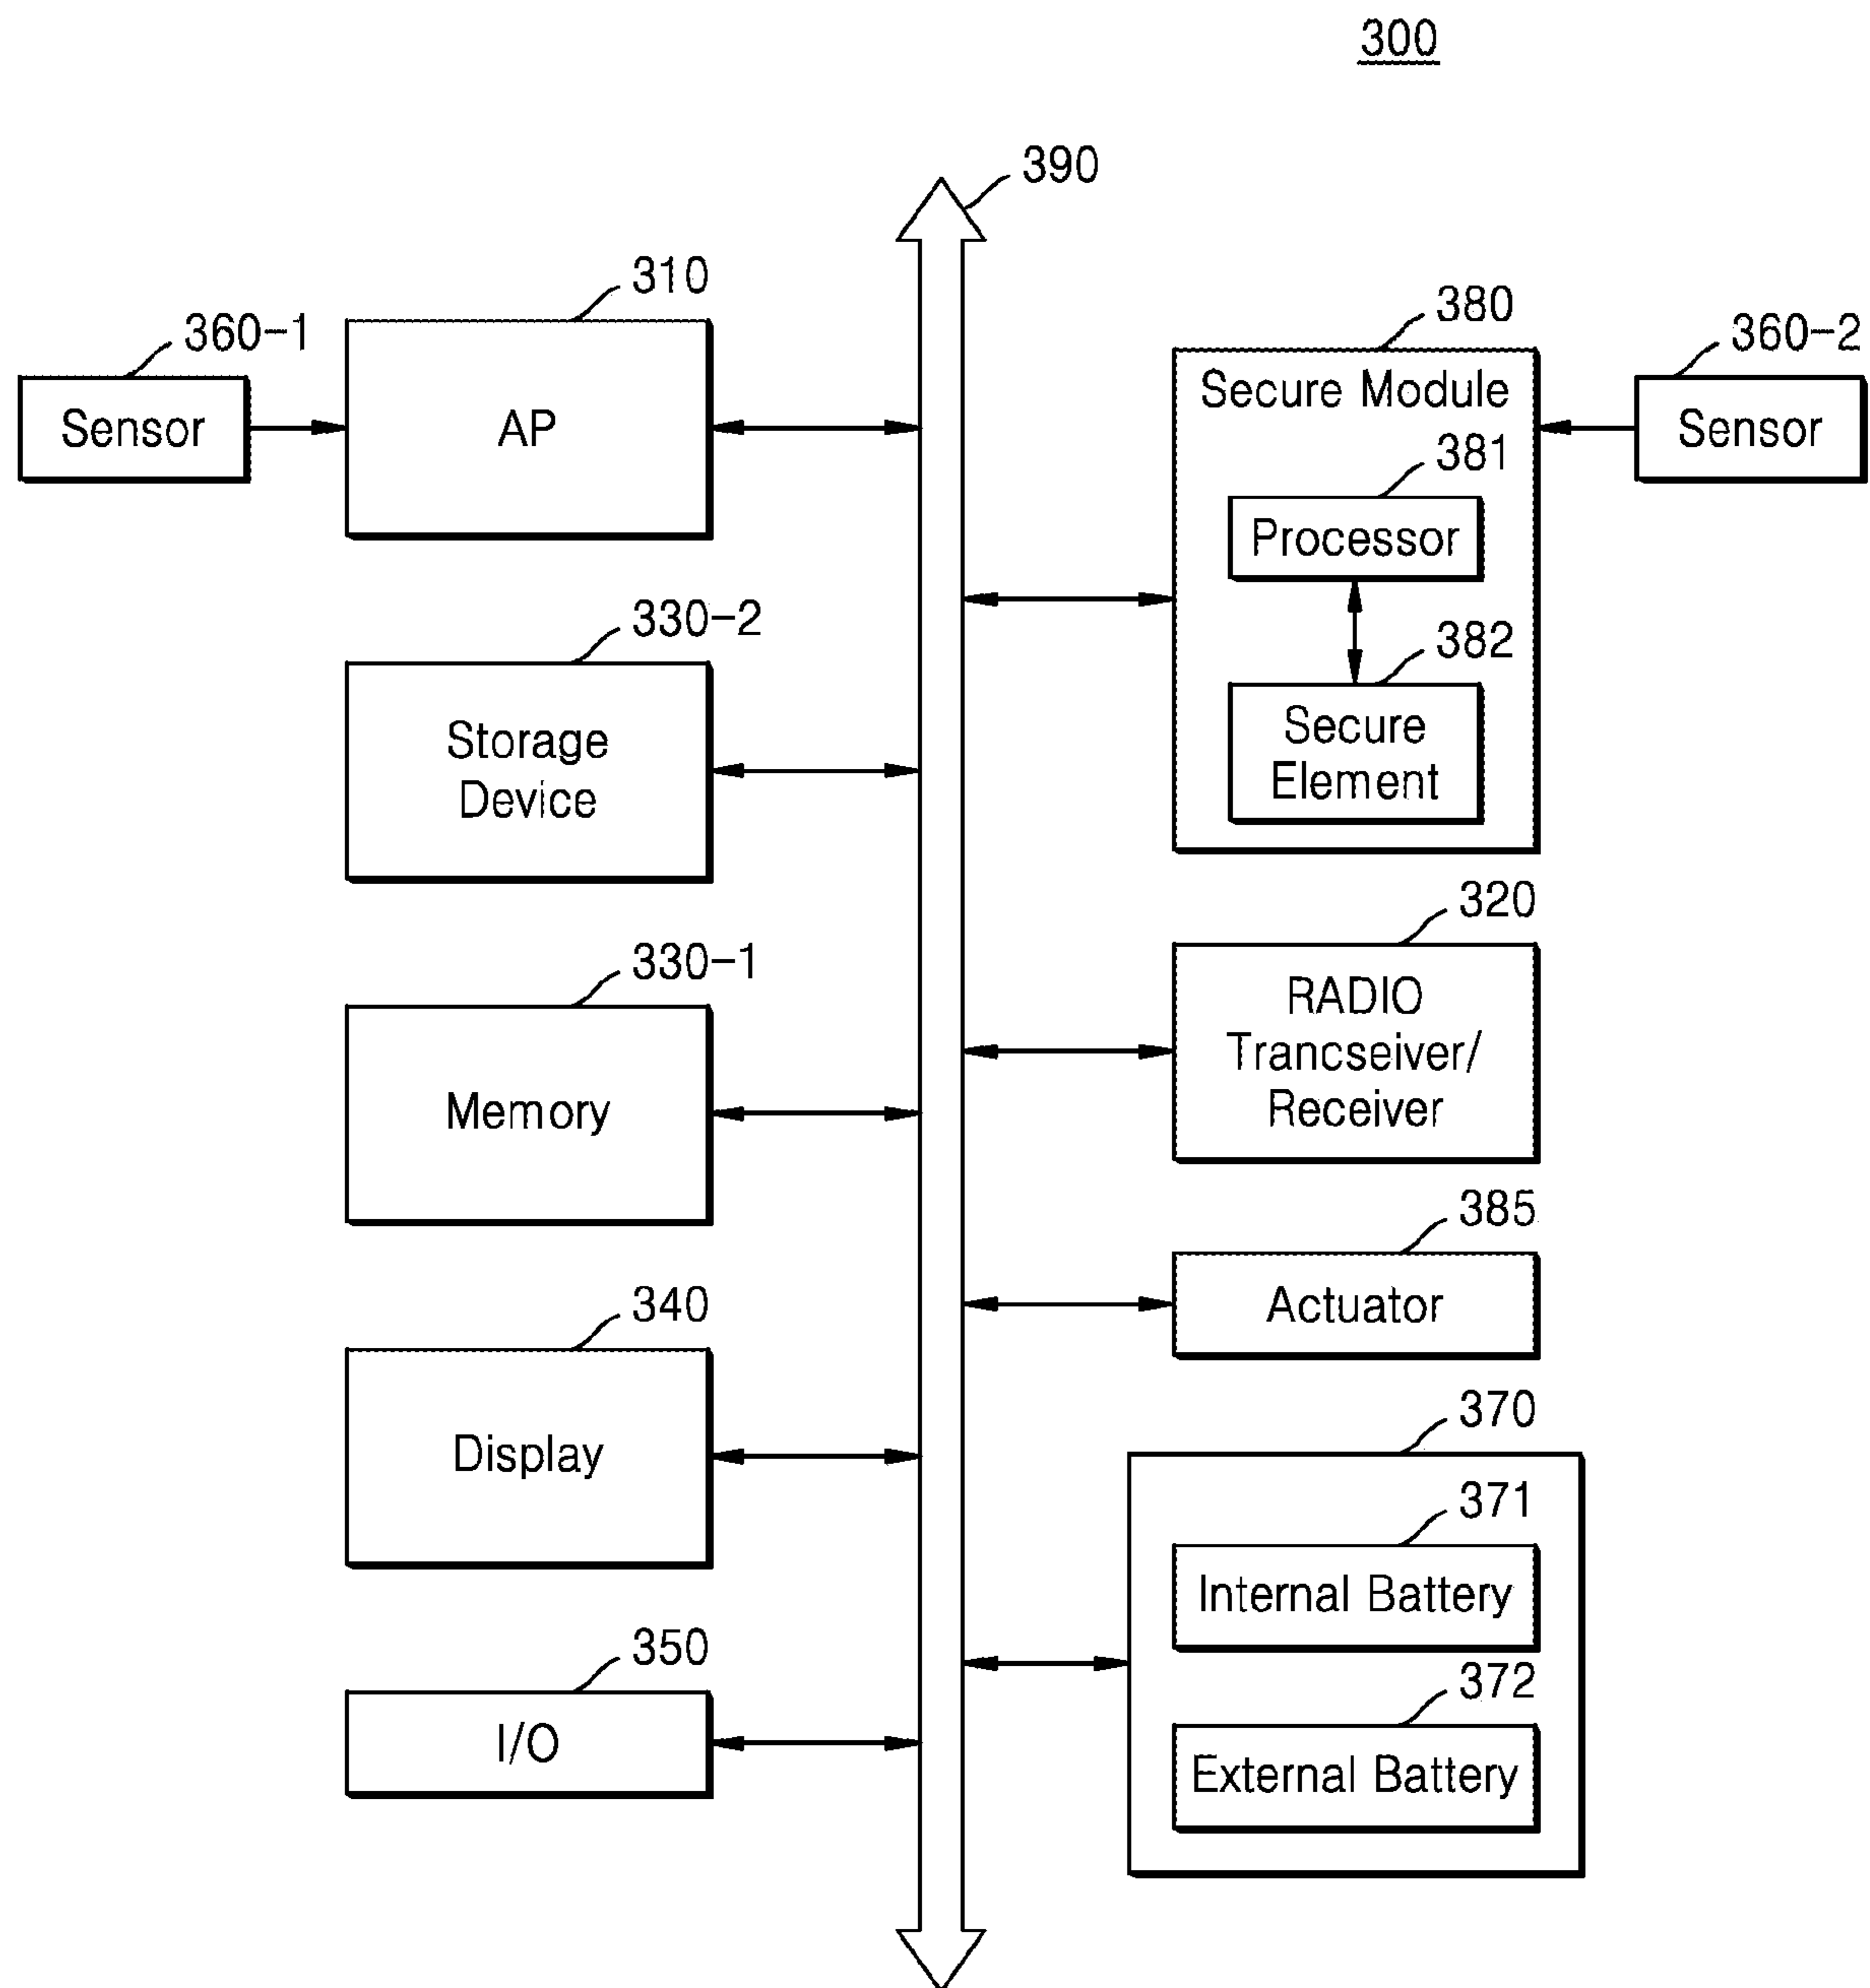 300
390
310
360-1
Sensor
AP
380
360-2
Secure Module
Sensor
381
Processor
382
Secure
Element
330-2
Storage
Device
320
RADIO
Trancseiver/
Receiver
330-1
Memory
385
Actuator
340
Display
370
371
Internal Battery
372
External Battery
350
I/O